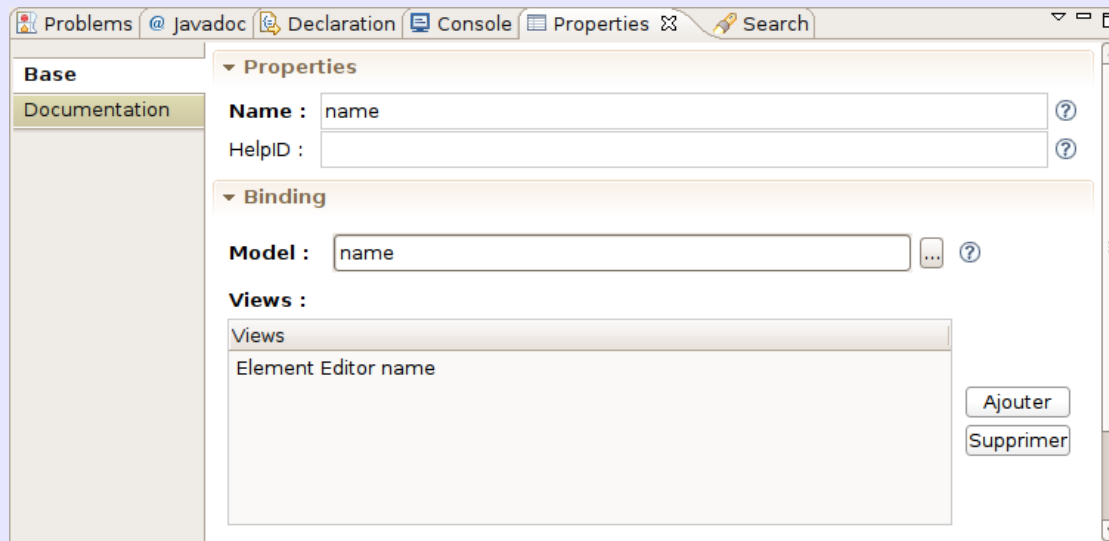 Problems @ Javadoc Declaration Console Properties Search
Base
Documentation
Properties
Name : name
HelpID :
Binding
Model : name ...
Views :
Views
Element Editor name
Ajouter
Supprimer